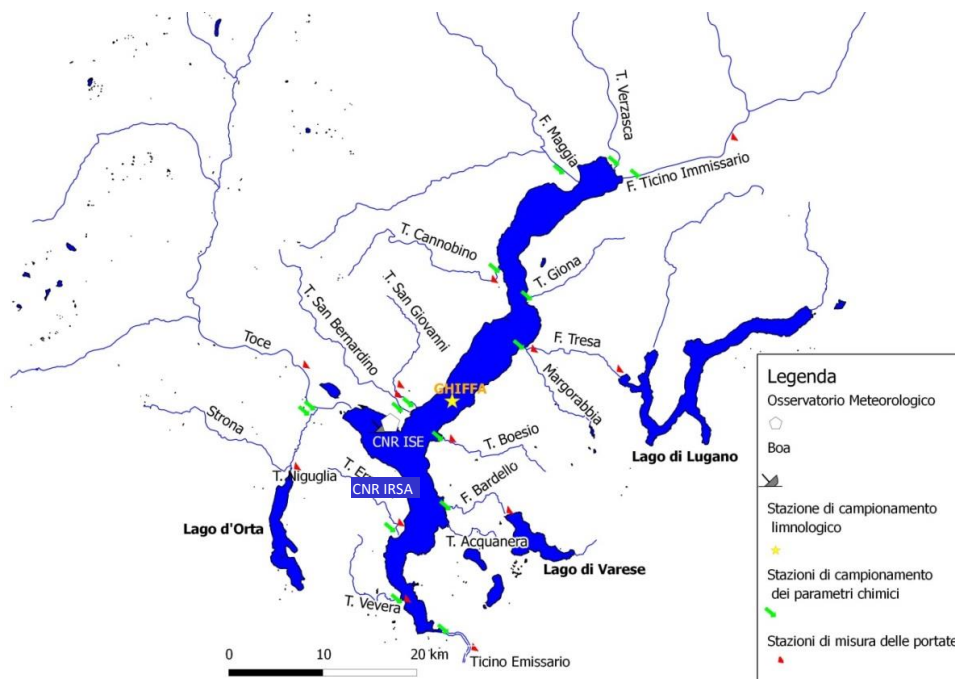 T. Verzasca
F. Maggia
F. Ticino Immissario
T. Cannobino
T. Giona
T. San Giovanni
T. San Bernardino
Toce
F. Tresa
GHIFFA
Margorabbia
Strona
CNR ISE
T. Boesio
Lago di Lugano
T. Niguglia
CNR IRSA
F. Bardello
Lago d'Orta
T. Acquanera
Lago di Varese
T. Vevera
Ticino Emissario
0 10 20 km
Legenda
Osservatorio Meteorologico
Boa
Stazione di campionamento
limnologico
Stazioni di campionamento
dei parametri chimici
Stazioni di misura delle portate